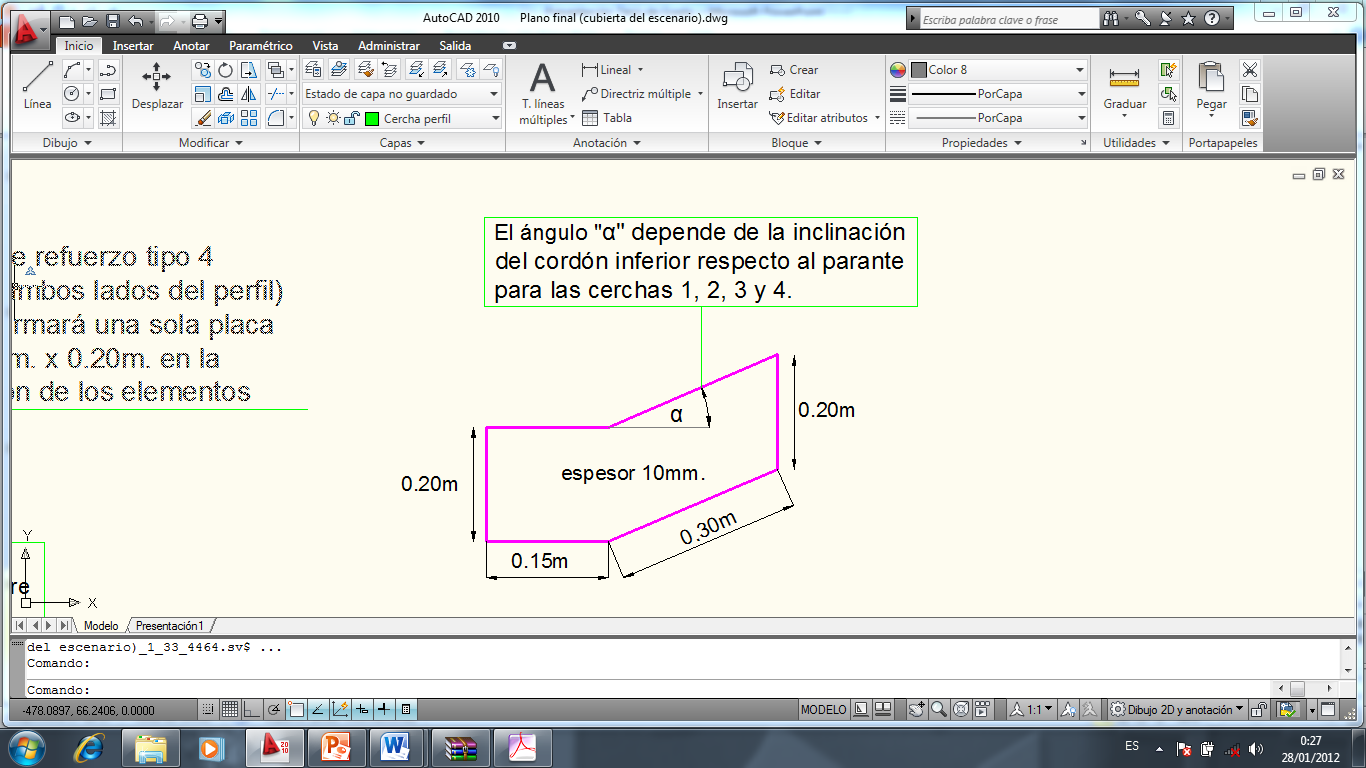 AutoCAD 2010 Plano final (cubierta del escenario).dwg
Escriba palabra clave o frase
Inicio Insertar Anotar Paramétrico Vista Administrar Salida
Línea
Desplazar
Estado de capa no guardado
Cercha perfil
A
T. líneas
múltiples
Lineal
Directriz múltiple
Tabla
Insertar
Crear
Editar
Editar atributos
Color 8
PorCapa
PorCapa
Graduar
Pegar
Dibujo Modificar Capas Anotación Bloque Propiedades Utilidades Portapapeles
e refuerzo tipo 4
mbos lados del perfil)
rmará una sola placa
m. x 0.20m. en la
ón de los elementos
El ángulo "α" depende de la inclinación
del cordón inferior respecto al parante
para las cerchas 1, 2, 3 y 4.
α
0.20m
0.20m
espesor 10mm.
0.30m
0.15m
Y
re
X
Modelo Presentación1
del escenario)_1_33_4464.sv$ ...
Comando:
Comando:
-478.0897, 66.2406, 0.0000
MODELO
1:1
Dibujo 2D y anotación
ES
0:27
28/01/2012